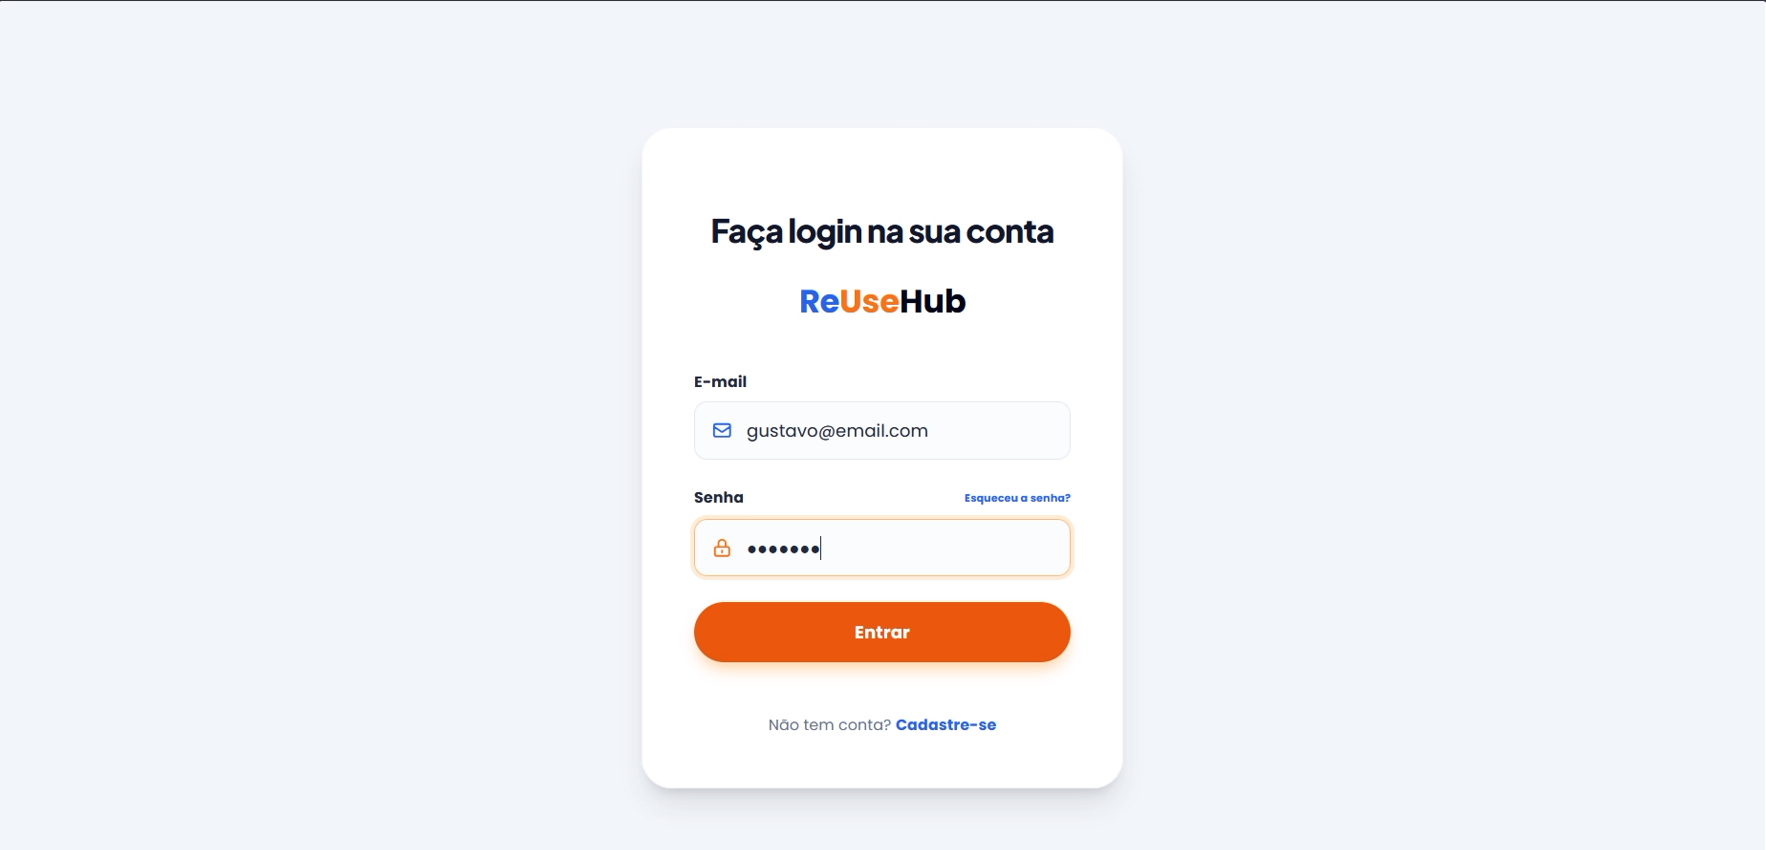 Faça login na sua conta
ReUseHub
E-mail
gustavo@email.com
Senha
Esqueceu a senha?
•••••••
Entrar
Não tem conta? Cadastre-se